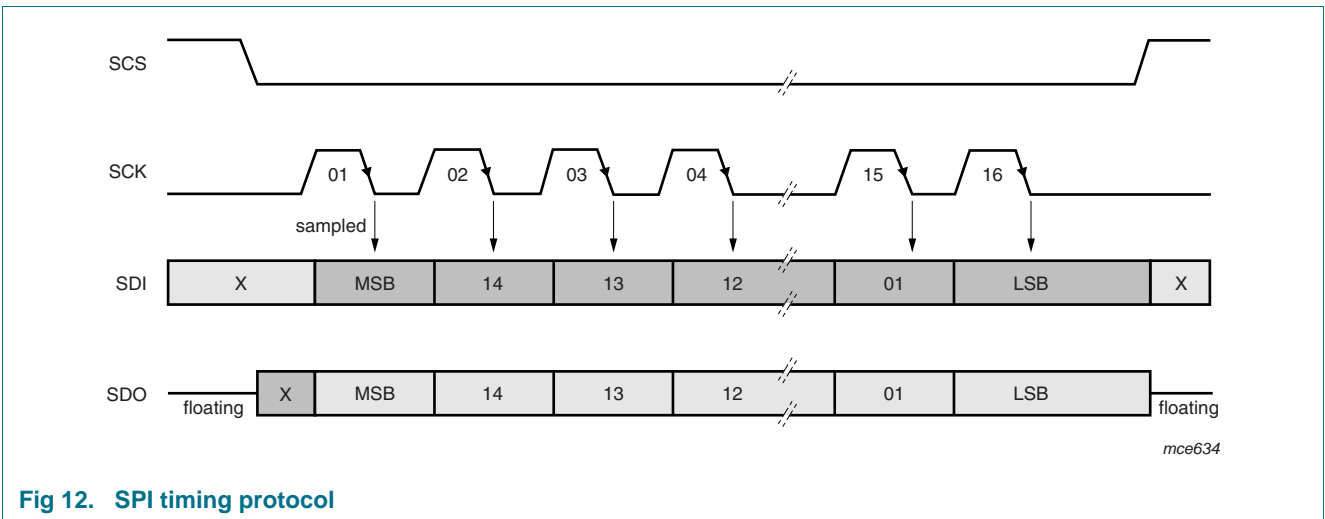 SCS
SCK 01 02 03 04 15 16
sampled
SDI X MSB 14 13 12 01 LSB X
SDO X MSB 14 13 12 01 LSB
floating floating
mce634
Fig 12. SPI timing protocol